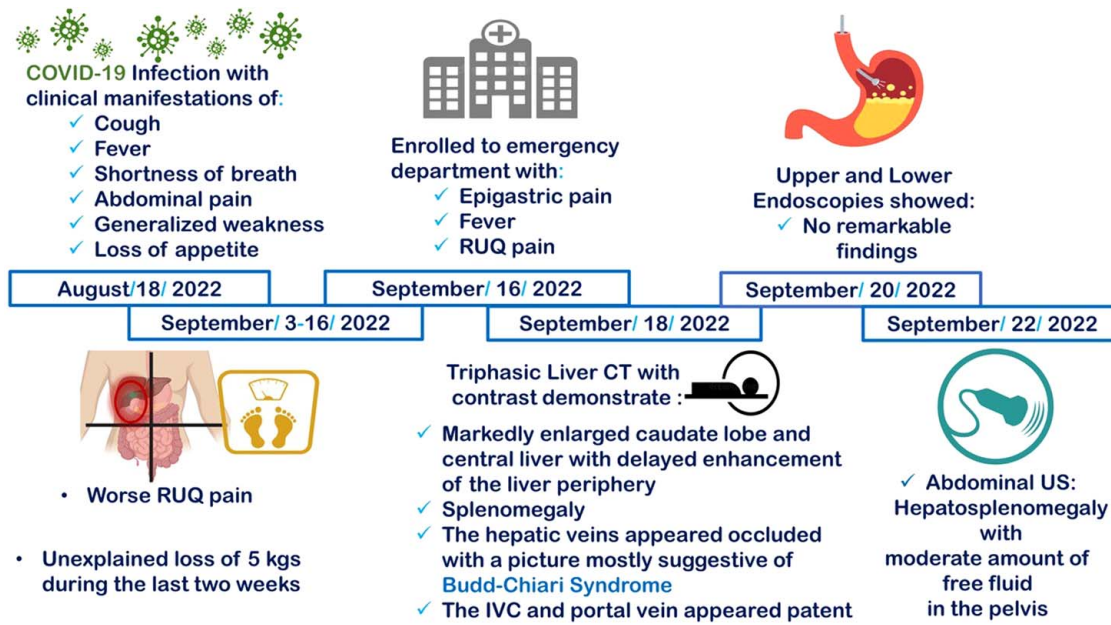 COVID-19 Infection with
clinical manifestations of:
✓ Cough
✓ Fever
✓ Shortness of breath
✓ Abdominal pain
✓ Generalized weakness
✓ Loss of appetite
August/18/ 2022
September/ 3-16/ 2022
• Worse RUQ pain
• Unexplained loss of 5 kgs
during the last two weeks
Enrolled to emergency
department with:
✓ Epigastric pain
✓ Fever
✓ RUQ pain
September/ 16/ 2022
September/ 18/ 2022
Triphasic Liver CT with
contrast demonstrate :
✓ Markedly enlarged caudate lobe and
central liver with delayed enhancement
of the liver periphery
✓ Splenomegaly
✓ The hepatic veins appeared occluded
with a picture mostly suggestive of
Budd-Chiari Syndrome
✓ The IVC and portal vein appeared patent
Upper and Lower
Endoscopies showed:
✓ No remarkable
findings
September/ 20/ 2022
September/ 22/ 2022
✓ Abdominal US:
Hepatosplenomegaly
with
moderate amount of
free fluid
in the pelvis